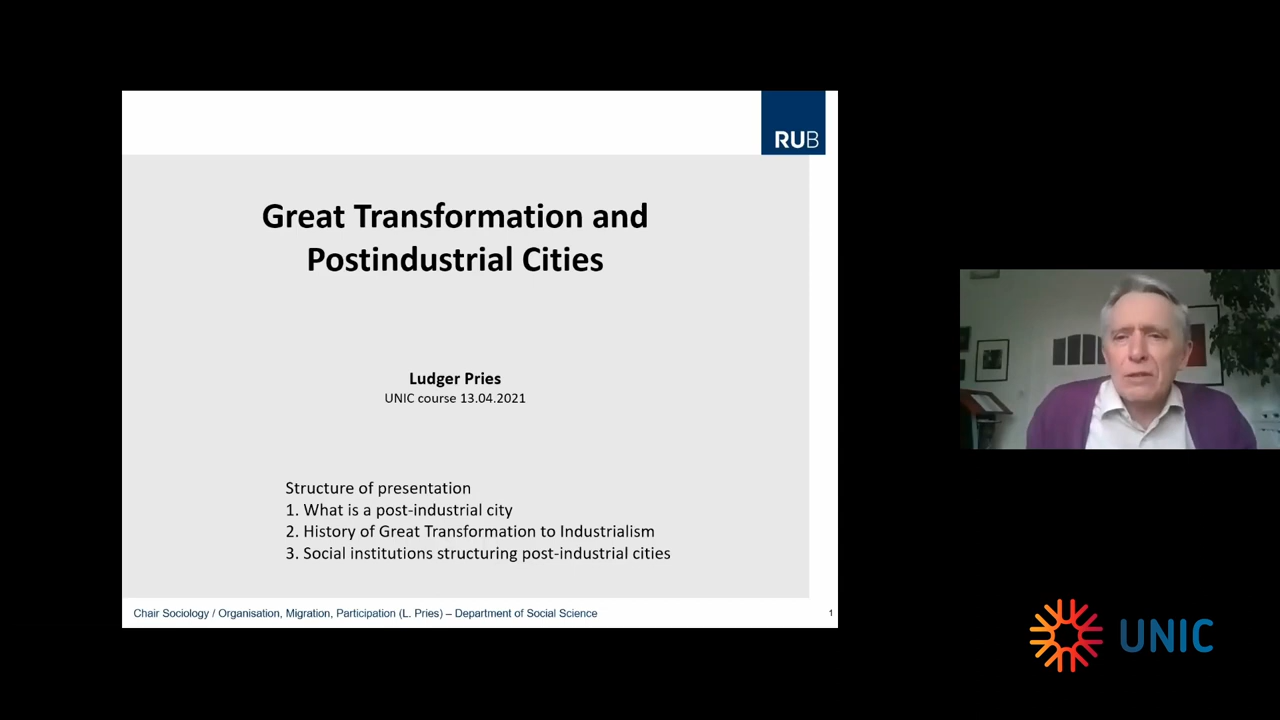 RUB
Great Transformation and
Postindustrial Cities
Ludger Pries
UNIC course 13.04.2021
Structure of presentation
1. What is a post-industrial city
2. History of Great Transformation to Industrialism
3. Social institutions structuring post-industrial cities
Chair Sociology / Organisation, Migration, Participation (L. Pries) – Department of Social Science
1
UNIC